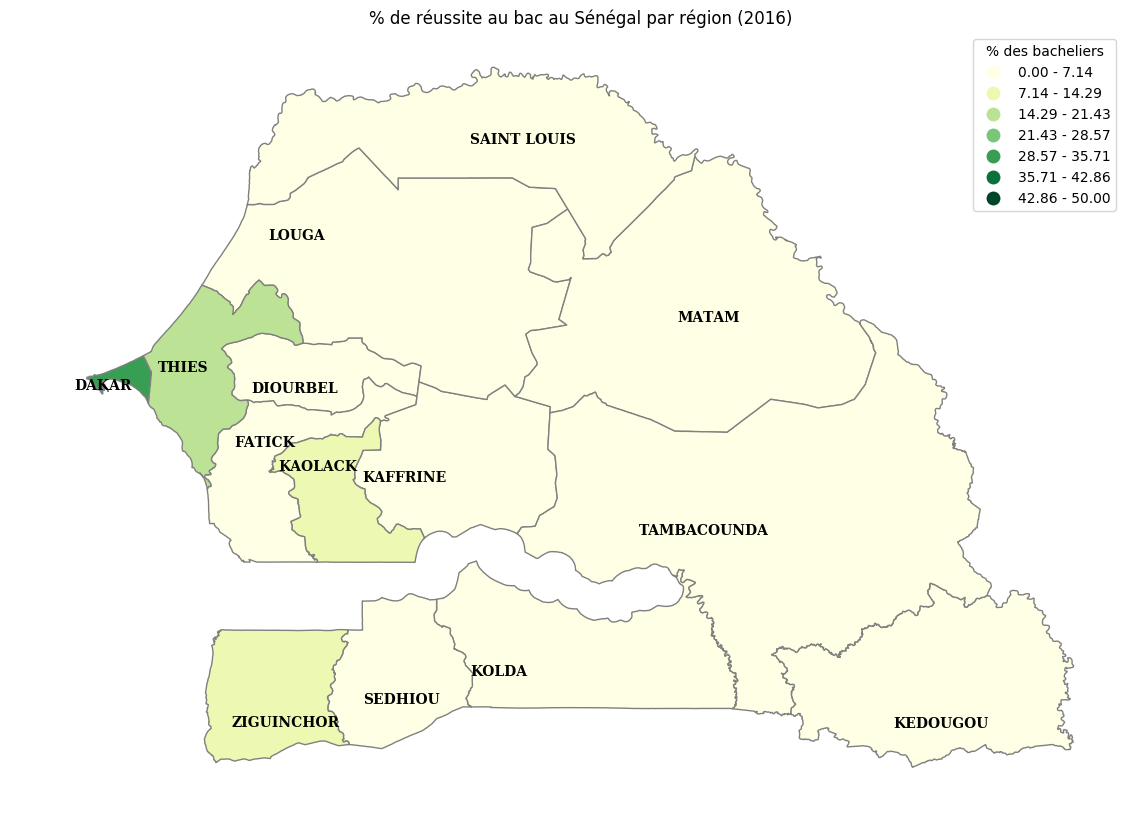 % de réussite au bac au Sénégal par région (2016)
% des bacheliers
0.00 - 7.14
7.14 - 14.29
14.29 - 21.43
21.43 - 28.57
28.57 - 35.71
35.71 - 42.86
42.86 - 50.00
SAINT LOUIS
LOUGA
MATAM
THIES
DAKAR
DIOURBEL
FATICK
KAOLACK
KAFFRINE
TAMBACOUNDA
KOLDA
SEDHIOU
ZIGUINCHOR
KEDOUGOU